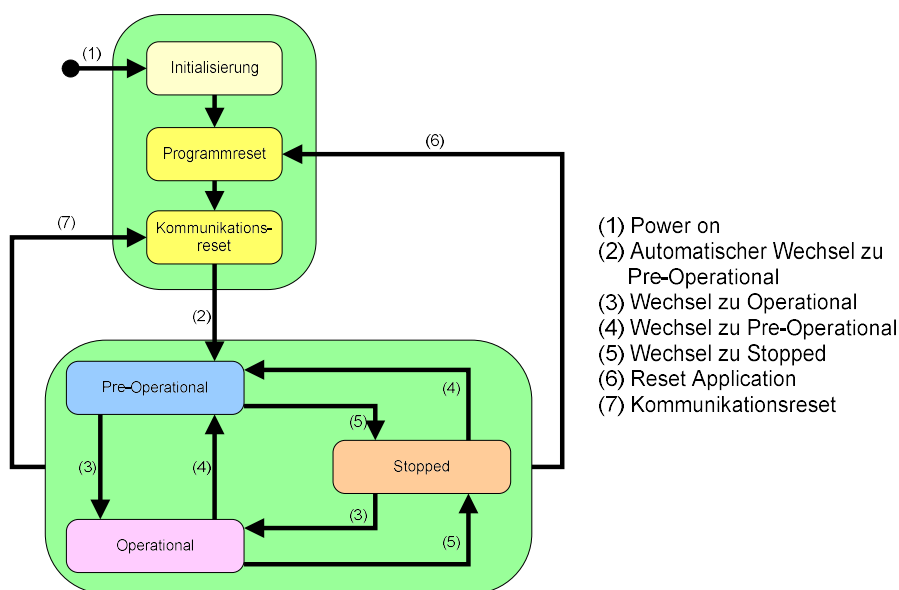 (1)
Initialisierung
Programmreset
(6)
Kommunikations-
reset
(7)
(2)
Pre-Operational
(4)
(5)
Stopped
(3)
(4)
(3)
Operational
(5)
(1) Power on
(2) Automatischer Wechsel zu
Pre-Operational
(3) Wechsel zu Operational
(4) Wechsel zu Pre-Operational
(5) Wechsel zu Stopped
(6) Reset Application
(7) Kommunikationsreset